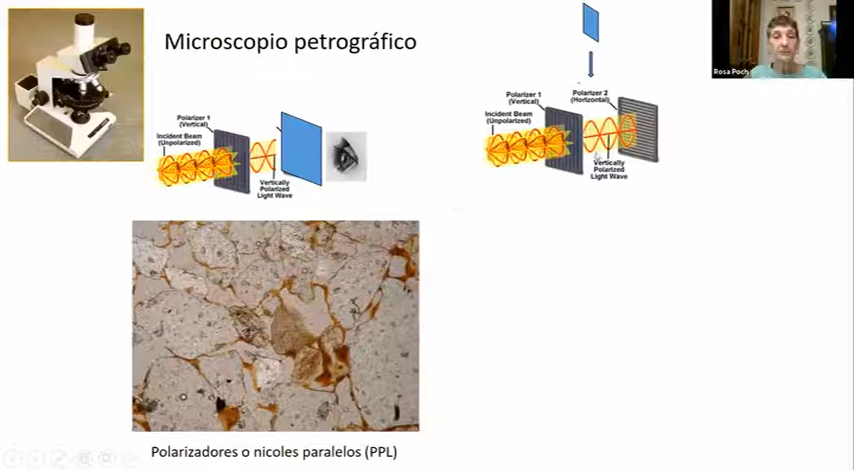 Microscopio petrográfico
Polarizer 1
(Vertical)
Incident Beam
(Unpolarized)
Vertically
Polarized
Light Wave
Polarizer 1
(Vertical)
Polarizer 2
(Horizontal)
Incident Beam
(Unpolarized)
Vertically
Polarized
Light Wave
Rosa Poch
Polarizadores o nicoles paralelos (PPL)